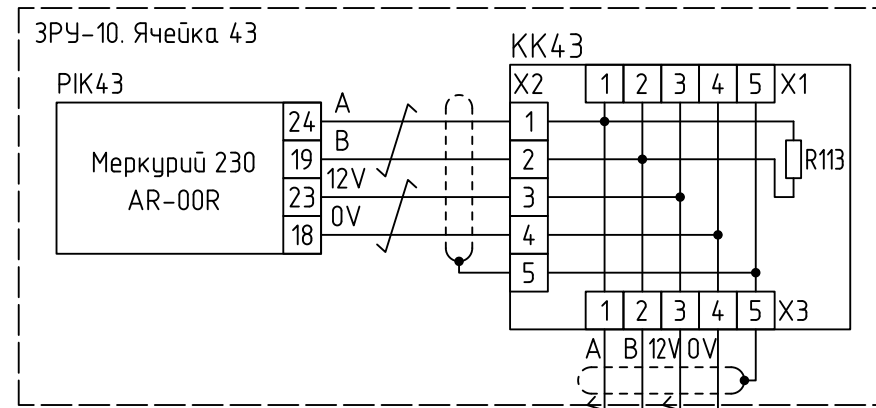 ЗРУ-10. Ячейка 43
КК43
PIK43
X2
1 2 3 4 5
X1
24
A
1
Меркурий 230
AR-00R
19
B
2
R113
23
12V
3
18
0V
4
5
1 2 3 4 5
X3
A B 12V 0V